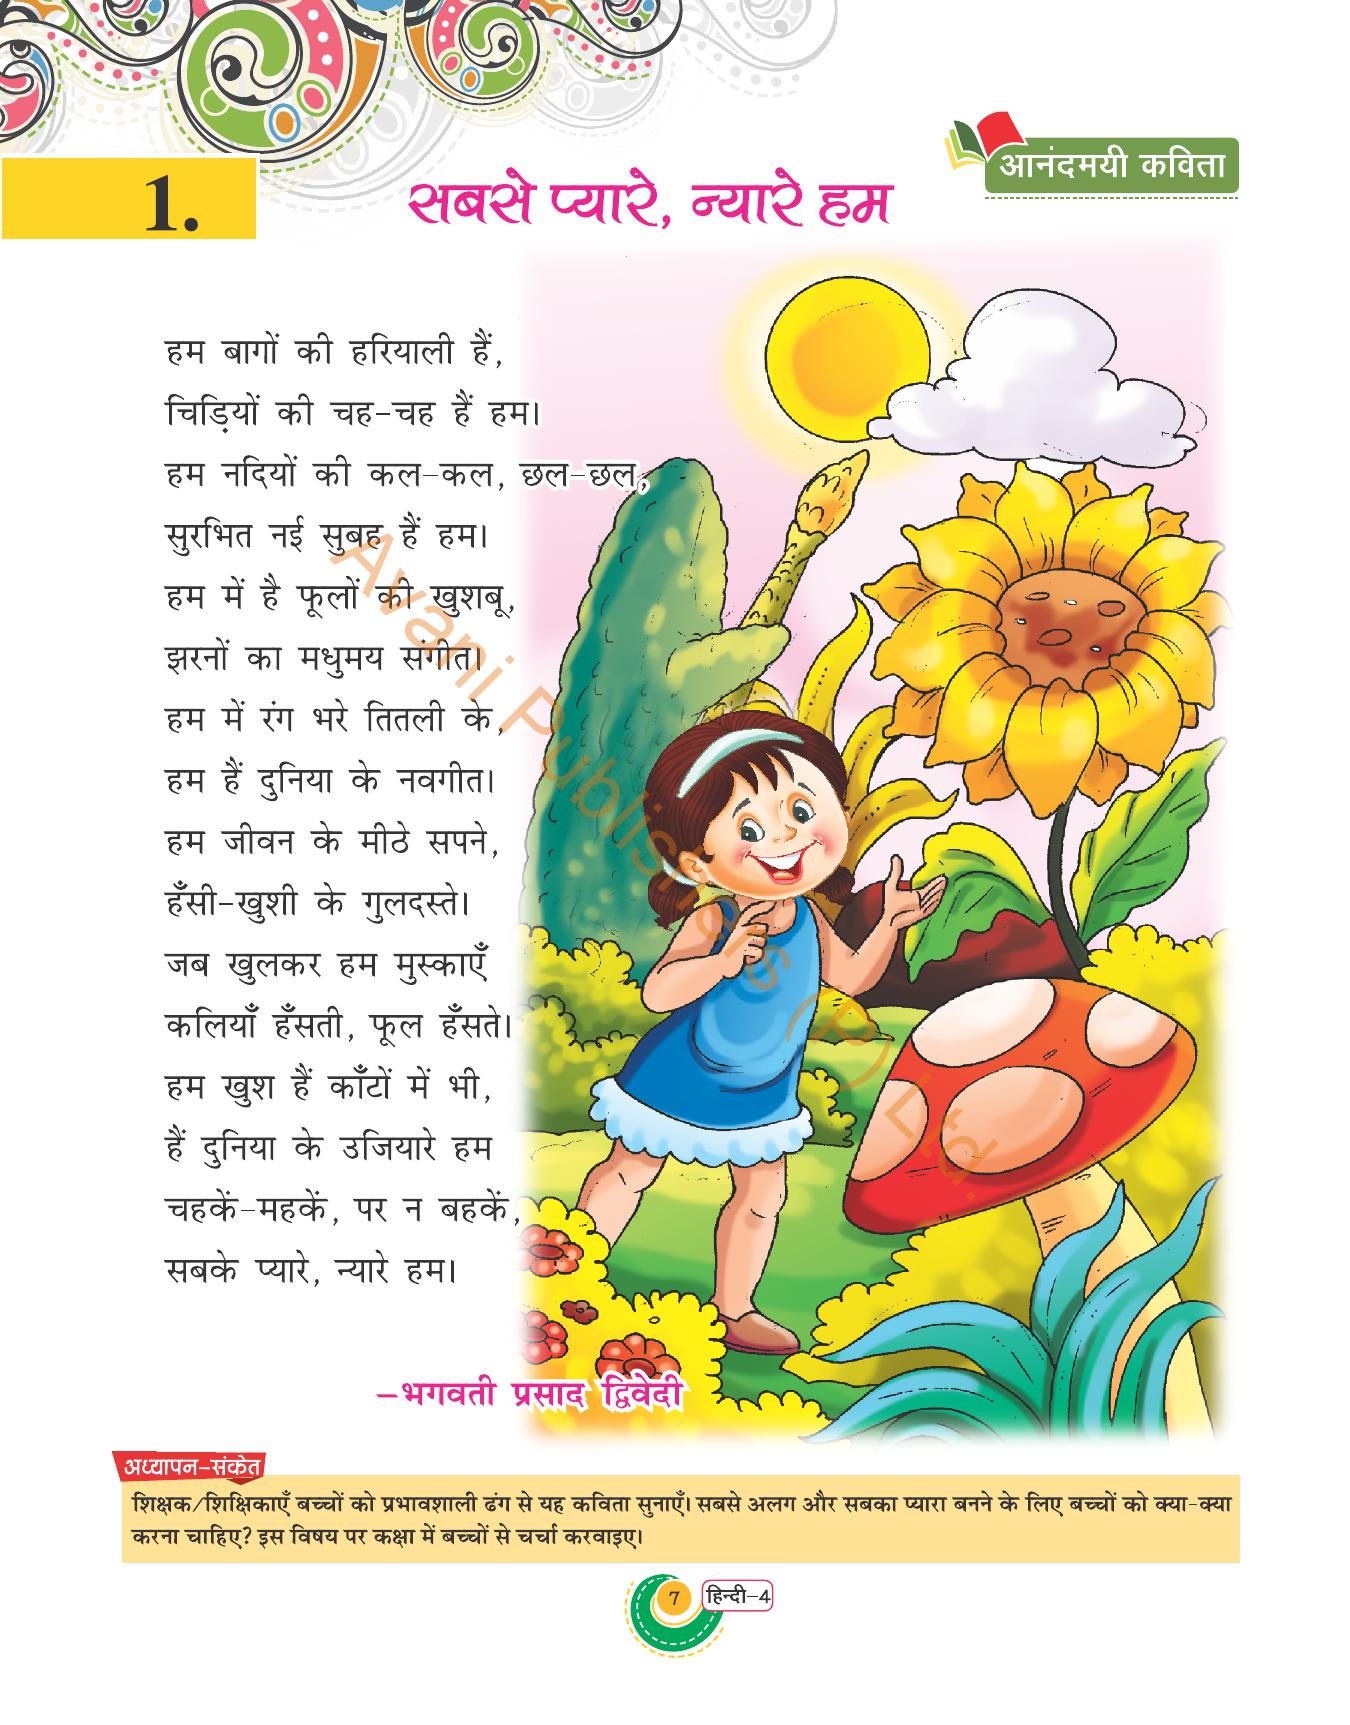 आनंदमयी कविता
1.
सबसे प्यारे, न्यारे हम
हम बागों की हरियाली हैं,
चिड़ियों की चह-चह हैं हम।
हम नदियों की कल-कल, छल-छल,
सुरभित नई सुबह हैं हम।
हम में है फूलों की खुशबू,
झरनों का मधुमय संगीत।
हम में रंग भरे तितली के,
हम हैं दुनिया के नवगीत।
हम जीवन के मीठे सपने,
हँसी-खुशी के गुलदस्ते।
जब खुलकर हम मुस्काएँ
कलियाँ हँसती, फूल हँसते।
हम खुश हैं काँटों में भी,
हैं दुनिया के उजियारे हम
चहकें-महकें, पर न बहकें,
सबके प्यारे, न्यारे हम।
–भगवती प्रसाद द्विवेदी
Avani Publishers (P) Ltd.
अध्यापन-संकेत
शिक्षक/शिक्षिकाएँ बच्चों को प्रभावशाली ढंग से यह कविता सुनाएँ। सबसे अलग और सबका प्यारा बनने के लिए बच्चों को क्या-क्या
करना चाहिए? इस विषय पर कक्षा में बच्चों से चर्चा करवाइए।
7
हिन्दी-4